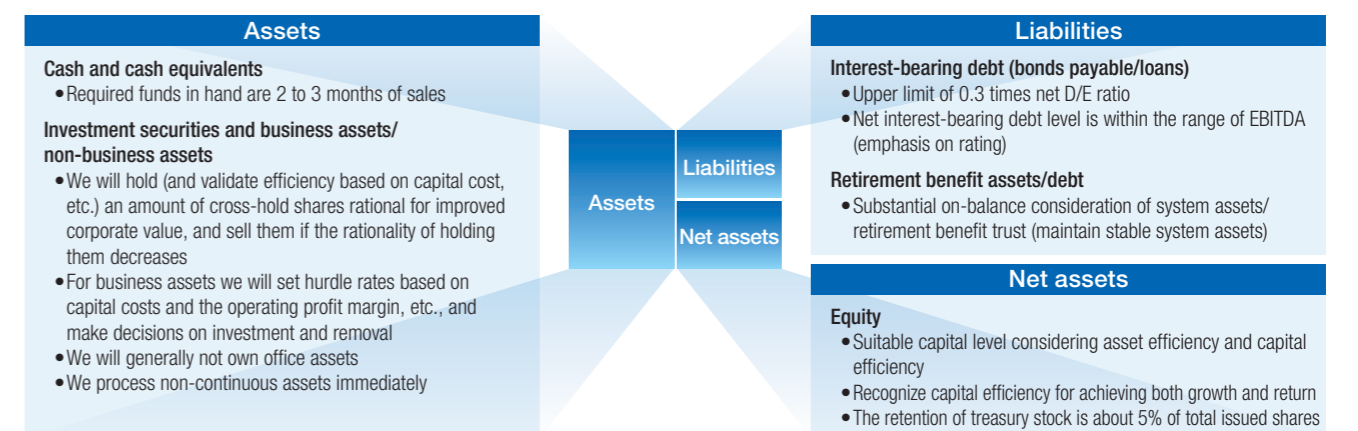 Assets
Cash and cash equivalents
•Required funds in hand are 2 to 3 months of sales
Investment securities and business assets/
non-business assets
•We will hold (and validate efficiency based on capital cost,
etc.) an amount of cross-hold shares rational for improved
corporate value, and sell them if the rationality of holding
them decreases
•For business assets we will set hurdle rates based on
capital costs and the operating profit margin, etc., and
make decisions on investment and removal
•We will generally not own office assets
•We process non-continuous assets immediately
Assets
Liabilities
Net assets
Liabilities
Interest-bearing debt (bonds payable/loans)
•Upper limit of 0.3 times net D/E ratio
•Net interest-bearing debt level is within the range of EBITDA
(emphasis on rating)
Retirement benefit assets/debt
•Substantial on-balance consideration of system assets/
retirement benefit trust (maintain stable system assets)
Net assets
Equity
•Suitable capital level considering asset efficiency and capital
efficiency
•Recognize capital efficiency for achieving both growth and return
•The retention of treasury stock is about 5% of total issued shares